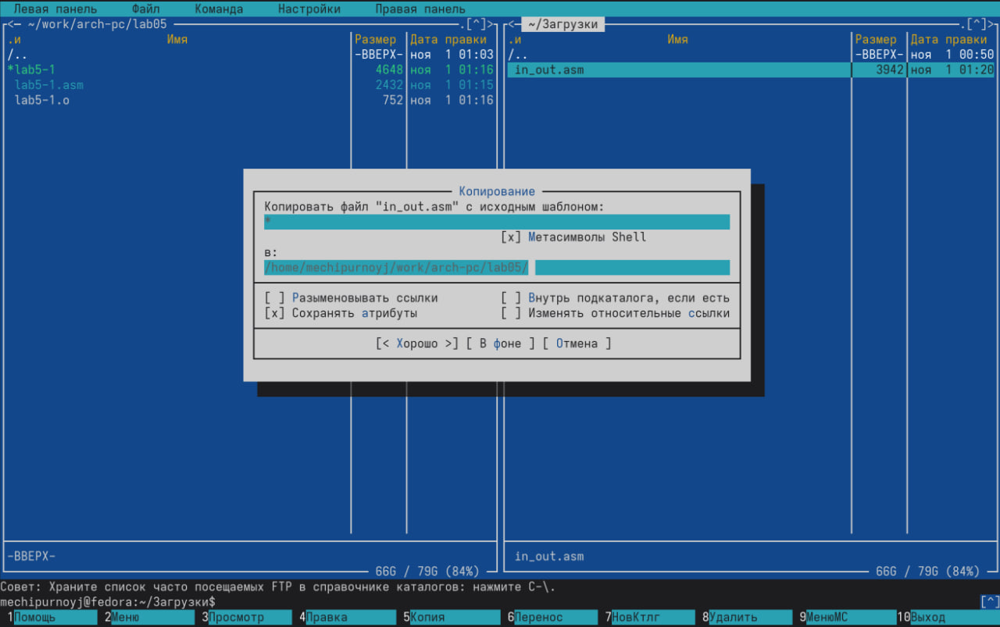 Левая панель Файл Команда Настройки Правая панель
<— ~/work/arch-pc/lab05 .[^]>
.и Имя Размер Дата правки
/.. -ВВЕРХ- ноя 1 01:03
*lab5-1 4648 ноя 1 01:16
lab5-1.asm 2432 ноя 1 01:15
lab5-1.o 752 ноя 1 01:16
-ВВЕРХ-
66G / 79G (84%)
<— ~/Загрузки .[^]>
.и Имя Размер Дата правки
/.. -ВВЕРХ- ноя 1 00:50
in_out.asm 3942 ноя 1 01:20
in_out.asm
66G / 79G (84%)
Копирование
Копировать файл "in_out.asm" с исходным шаблоном:
*
[x] Метасимволы Shell
в:
/home/mechipurnoyj/work/arch-pc/lab05/
[ ] Разыменовывать ссылки [ ] Внутрь подкаталога, если есть
[x] Сохранять атрибуты [ ] Изменять относительные ссылки
[< Хорошо >] [ В фоне ] [ Отмена ]
Совет: Храните список часто посещаемых FTP в справочнике каталогов: нажмите C-\.
mechipurnoyj@fedora:~/Загрузки$ [^]
1Помощь 2Меню 3Просмотр 4Правка 5Копия 6Перенос 7НовКтлг 8Удалить 9МенюМС 10Выход